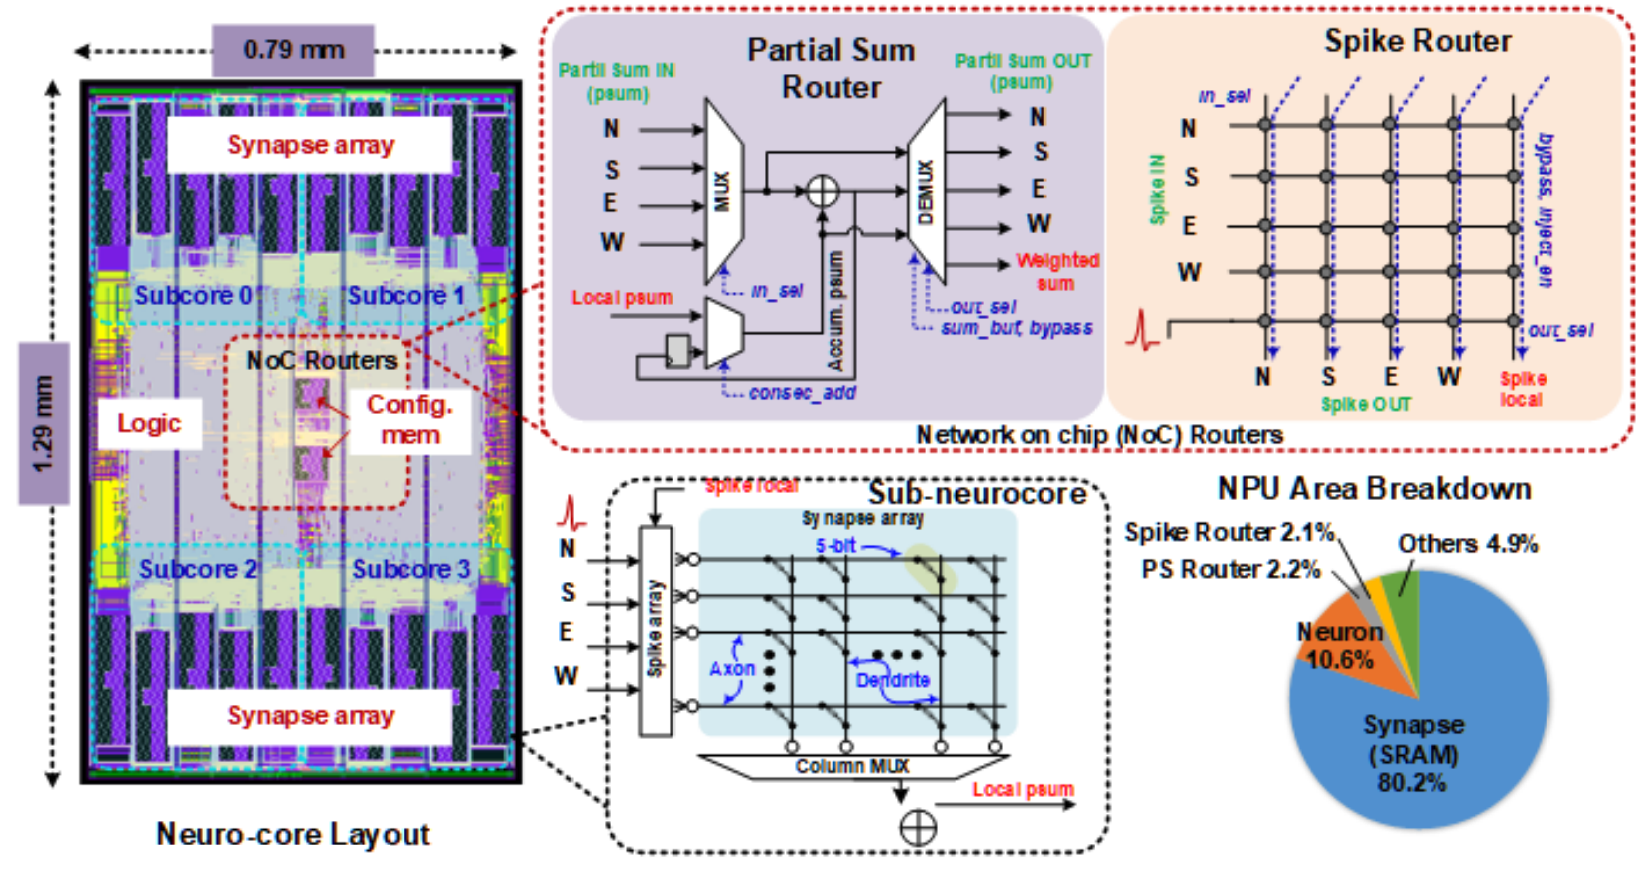 0.79 mm
1.29 mm
Synapse array
Subcore 0
Subcore 1
NoC Routers
Logic
Config.
mem
Subcore 2
Subcore 3
Synapse array
Neuro-core Layout
Partial Sum
Router
Partil Sum IN
(psum)
N
S
E
W
MUX
in_sel
Local psum
consec_add
Accum. psum
DEMUX
Partil Sum OUT
(psum)
N
S
E
W
Weighted
sum
out_sel
sum_buf, bypass
Spike Router
in_sel
Spike IN
N
S
E
W
bypass, inject_en
out_sel
N
S
E
W
Spike
local
Spike OUT
Network on chip (NoC) Routers
Spike local
Sub-neurocore
Synapse array
5-bit
N
S
E
W
Spike array
Axon
Dendrite
Column MUX
Local psum
NPU Area Breakdown
Spike Router 2.1%
PS Router 2.2%
Others 4.9%
Neuron
10.6%
Synapse
(SRAM)
80.2%